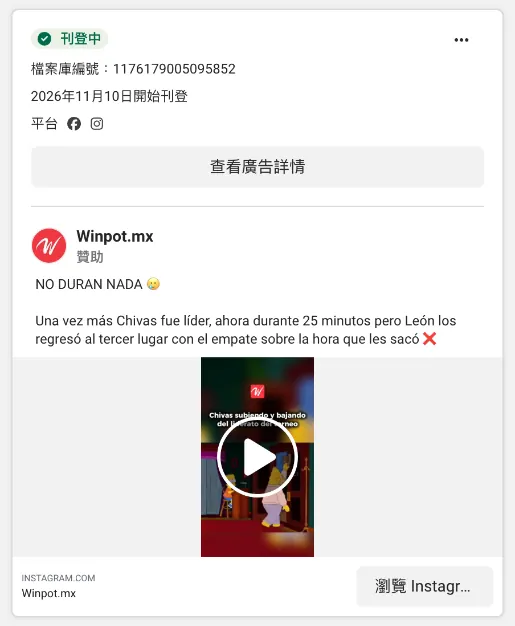 刊登中
檔案庫編號：1176179005095852
2026年11月10日開始刊登
平台
查看廣告詳情
Winpot.mx
贊助
NO DURAN NADA 🥲
Una vez más Chivas fue líder, ahora durante 25 minutos pero León los
regresó al tercer lugar con el empate sobre la hora que les sacó ❌
Chivas subiendo y bajando
del liderato del torneo
INSTAGRAM.COM
Winpot.mx
瀏覽 Instagr...